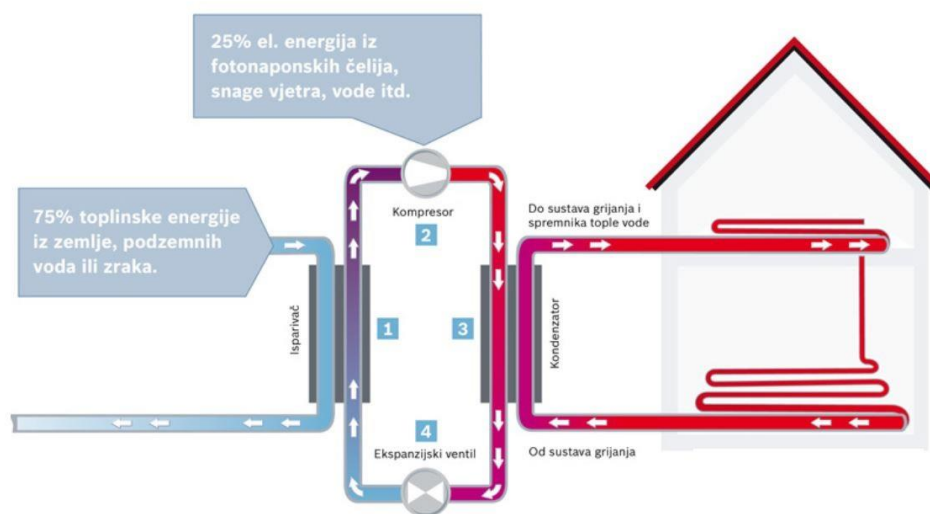 25% el. energija iz
fotonaponskih čelija,
snage vjetra, vode itd.
75% toplinske energije
iz zemlje, podzemnih
voda ili zraka.
Kompresor
2
Do sustava grijanja i
spremnika tople vode
Isparivač
1
3
Kondenzator
4
Ekspanzijski ventil
Od sustava grijanja